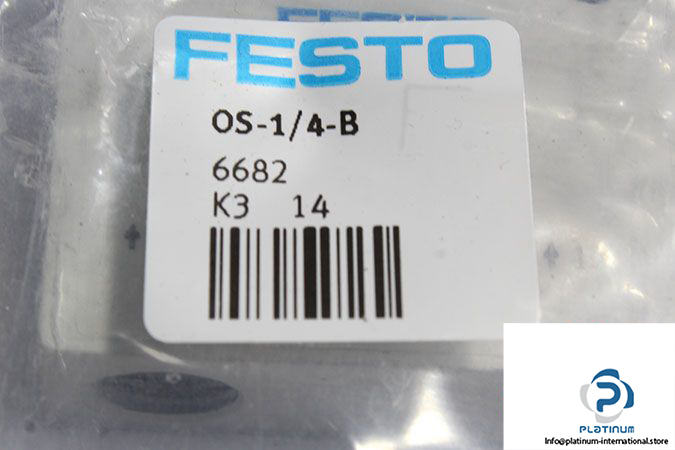 FESTO
OS-1/4-B
6682
K3 14
PLATINUM
Info@platinum-international.store